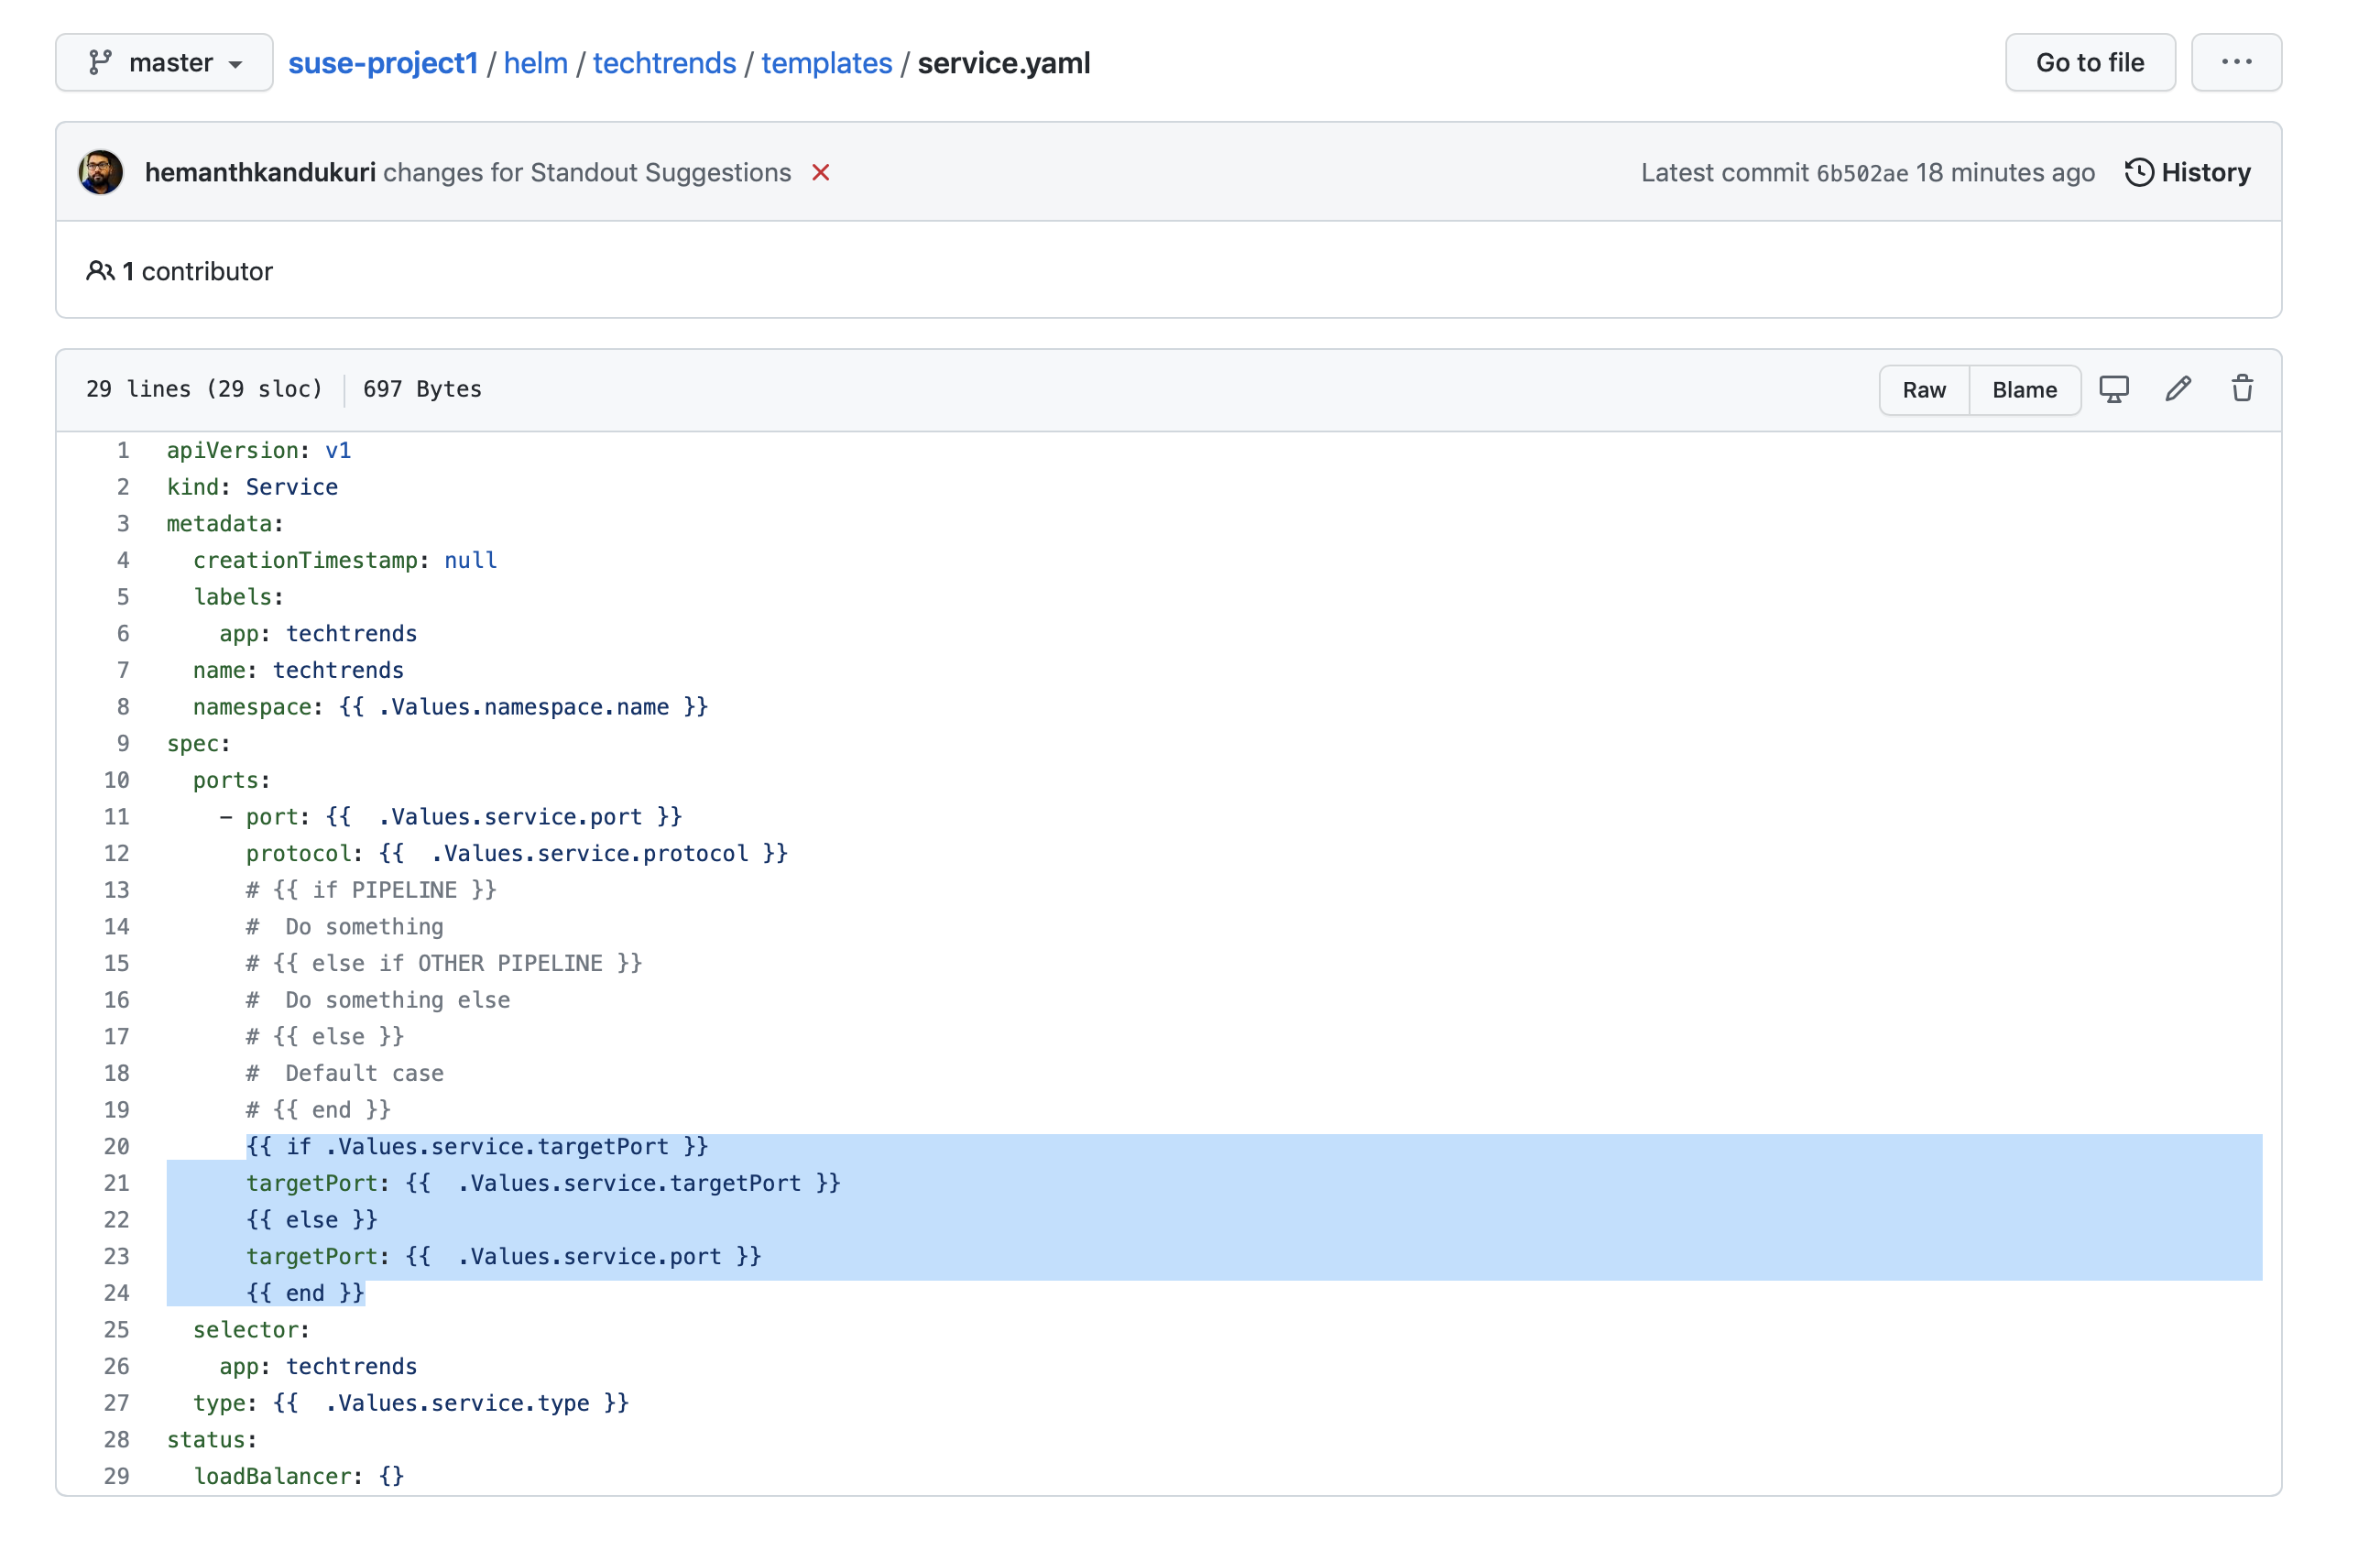 master suse-project1 / helm / techtrends / templates / service.yaml Go to file ...
hemanthkandukuri changes for Standout Suggestions Latest commit 6b502ae 18 minutes ago History
1 contributor
29 lines (29 sloc) 697 Bytes Raw Blame
1 apiVersion: v1
2 kind: Service
3 metadata:
4   creationTimestamp: null
5   labels:
6     app: techtrends
7   name: techtrends
8   namespace: {{ .Values.namespace.name }}
9 spec:
10   ports:
11     - port: {{  .Values.service.port }}
12       protocol: {{  .Values.service.protocol }}
13       # {{ if PIPELINE }}
14       #  Do something
15       # {{ else if OTHER PIPELINE }}
16       #  Do something else
17       # {{ else }}
18       #  Default case
19       # {{ end }}
20       {{ if .Values.service.targetPort }}
21       targetPort: {{  .Values.service.targetPort }}
22       {{ else }}
23       targetPort: {{  .Values.service.port }}
24       {{ end }}
25   selector:
26     app: techtrends
27   type: {{  .Values.service.type }}
28 status:
29   loadBalancer: {}